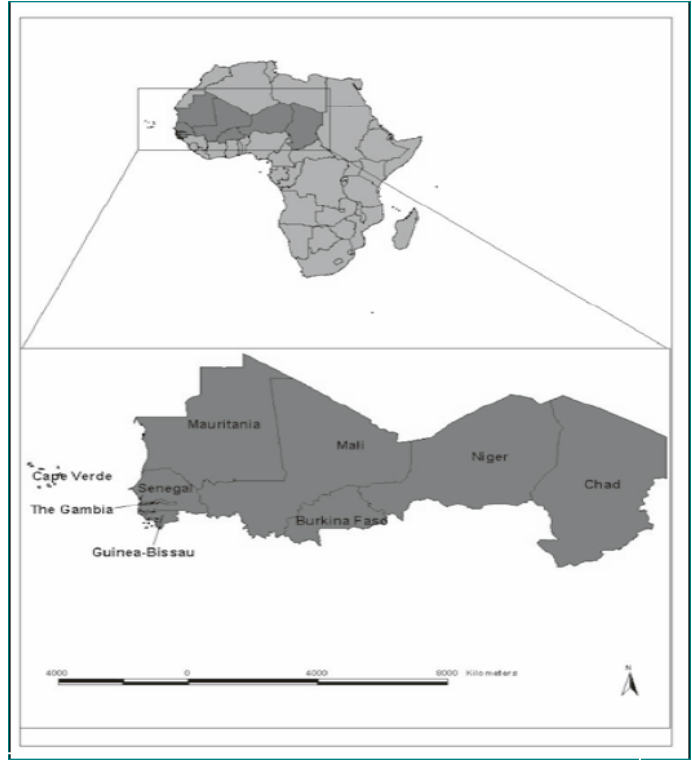 Mauritania
Mali
Niger
Cape Verde
Senegal
Chad
The Gambia
Burkina Faso
Guinea-Bissau
4000 0 4000 8000 Kilometers
N